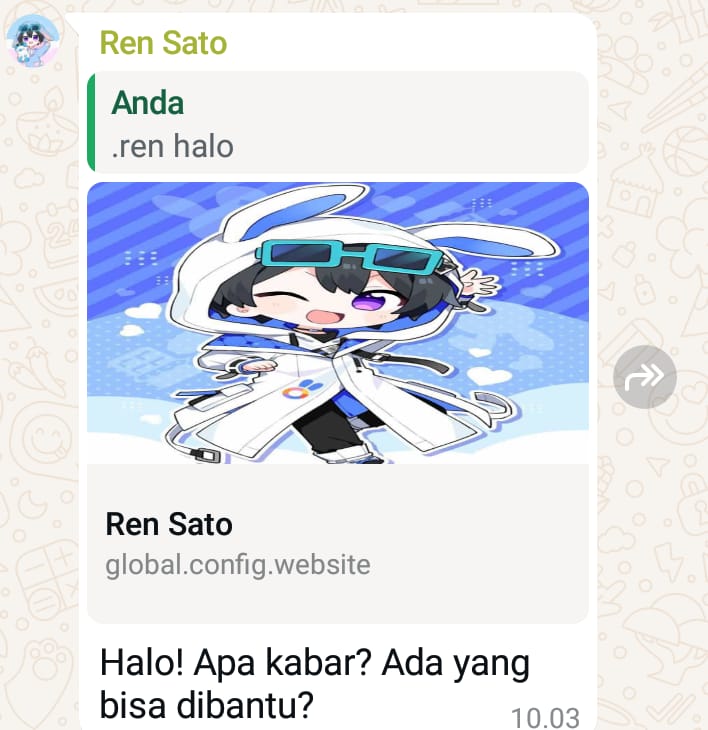 Ren Sato
Anda
.ren halo
Ren Sato
global.config.website
Halo! Apa kabar? Ada yang
bisa dibantu?
10.03